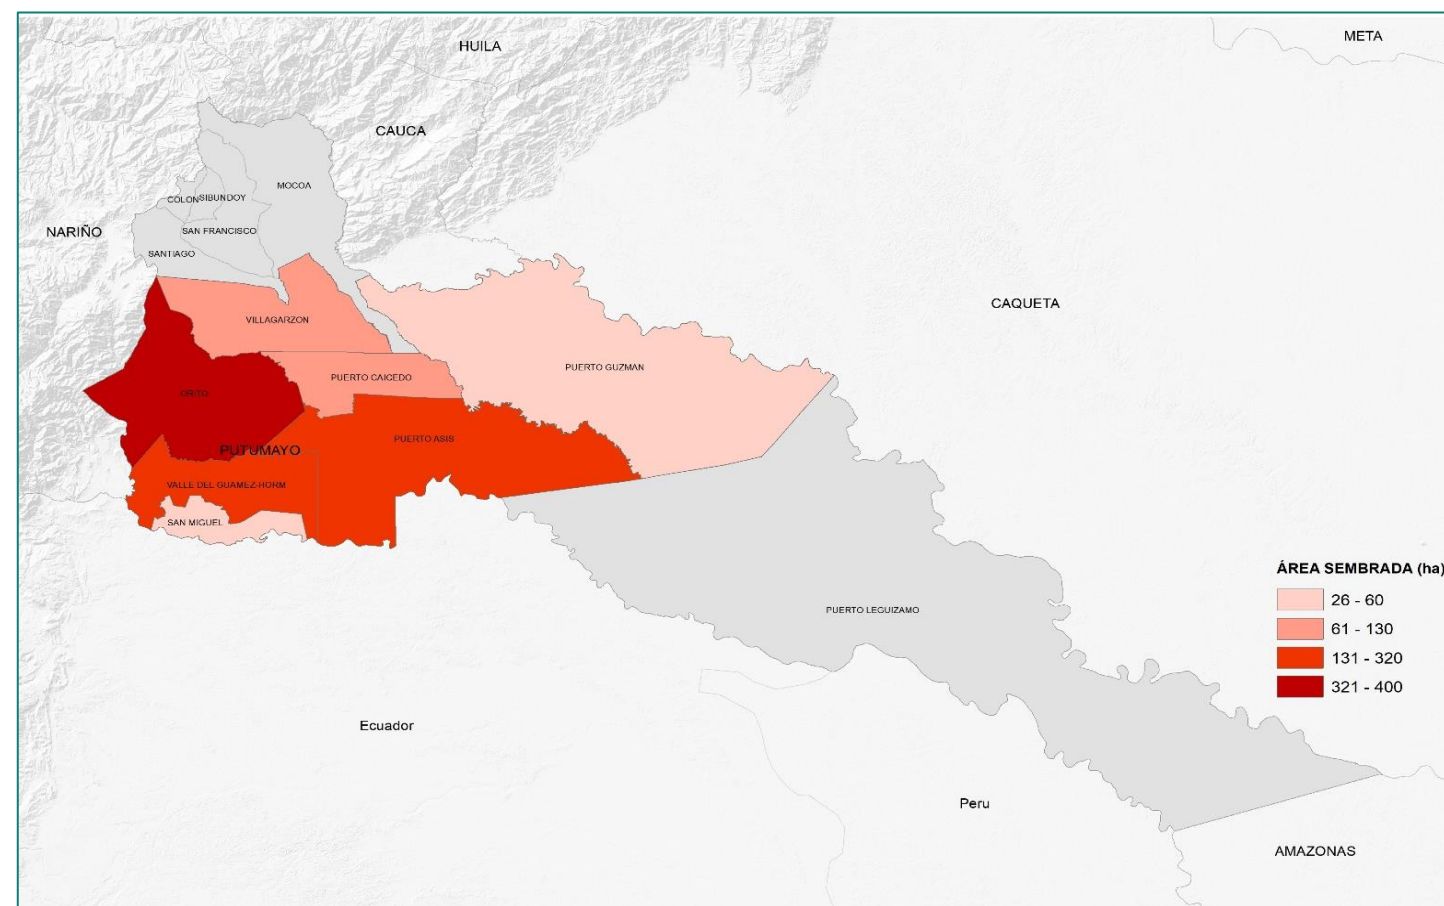 META
HUILA
CAUCA
MOCOA
COLON
SIBUNDOY
SAN FRANCISCO
NARIÑO
SANTIAGO
CAQUETA
VILLAGARZON
PUERTO GUZMAN
PUERTO CAICEDO
ORITO
PUERTO ASIS
PUTUMAYO
VALLE DEL GUAMEZ-HORM
SAN MIGUEL
PUERTO LEGUIZAMO
ÁREA SEMBRADA (ha)
26 - 60
61 - 130
131 - 320
321 - 400
Ecuador
Peru
AMAZONAS